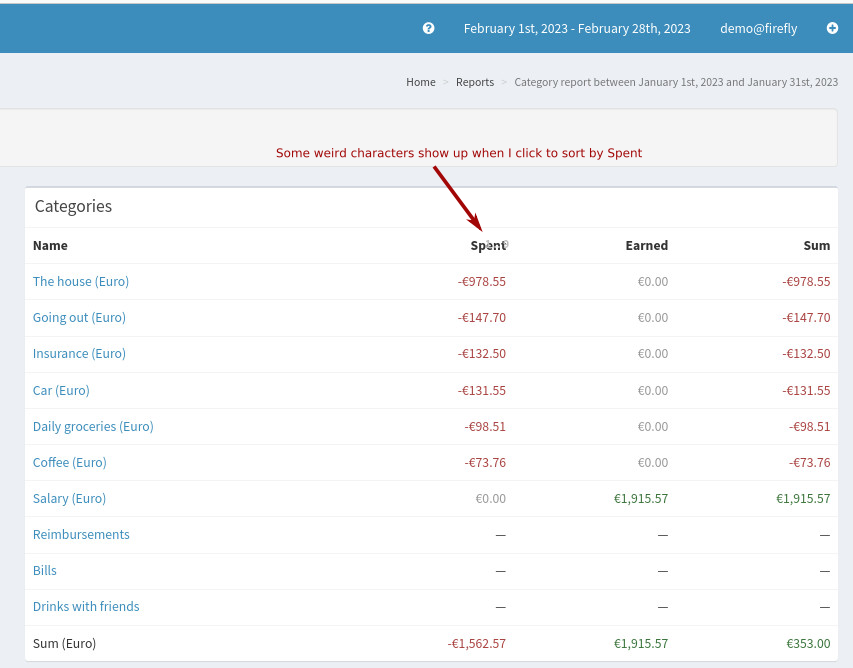 February 1st, 2023 - February 28th, 2023 demo@firefly
Home > Reports > Category report between January 1st, 2023 and January 31st, 2023
Some weird characters show up when I click to sort by Spent
Categories
Name Spent Earned Sum
The house (Euro) -€978.55 €0.00 -€978.55
Going out (Euro) -€147.70 €0.00 -€147.70
Insurance (Euro) -€132.50 €0.00 -€132.50
Car (Euro) -€131.55 €0.00 -€131.55
Daily groceries (Euro) -€98.51 €0.00 -€98.51
Coffee (Euro) -€73.76 €0.00 -€73.76
Salary (Euro) €0.00 €1,915.57 €1,915.57
Reimbursements — — —
Bills — — —
Drinks with friends — — —
Sum (Euro) -€1,562.57 €1,915.57 €353.00